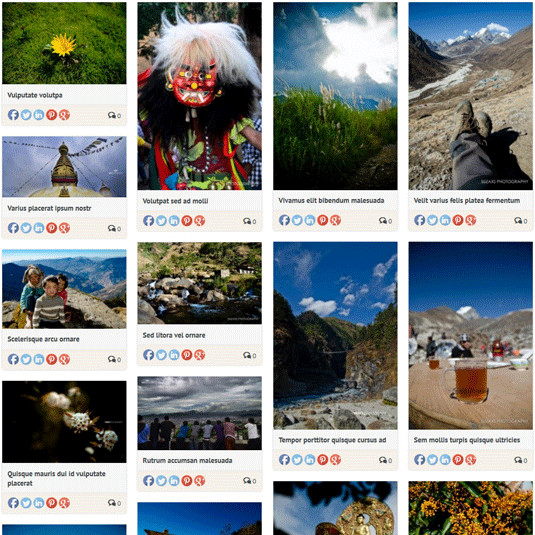 Vulputate volutpa
0
Varius placerat ipsum nostr
0
Scelerisque arcu ornare
0
Quisque mauris dui id vulputate
placerat
0
Volutpat sed ad molli
0
Sed litora vel ornare
0
Rutrum accumsan malesuada
0
Vivamus elit bibendum malesuada
0
Tempor porttitor quisque cursus ad
0
PHOTOGRAPHY
Velit varius felis platea fermentum
0
Sem mollis turpis quisque ultricies
0